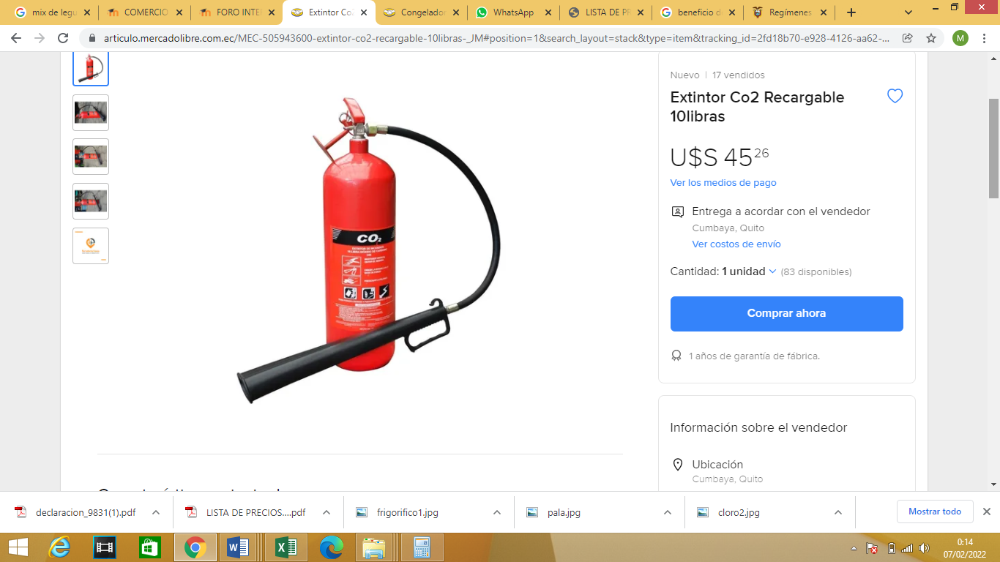 mix de legu
COMERCIO
FORO INTE
Extintor Co
Congelador
WhatsApp
LISTA DE PR
beneficio d
Regímenes
articulo.mercadolibre.com.ec/MEC-505943600-extintor-co2-recargable-10libras-_JM#position=1&search_layout=stack&type=item&tracking_id=2fd18b70-e928-4126-aa62-...
M
Nuevo | 17 vendidos
Extintor Co2 Recargable
10libras
U$S 45 26
Ver los medios de pago
Entrega a acordar con el vendedor
Cumbaya, Quito
Ver costos de envío
Cantidad: 1 unidad (83 disponibles)
Comprar ahora
1 años de garantía de fábrica.
Información sobre el vendedor
Ubicación
Cumbaya, Quito
CO2
declaracion_9831(1).pdf
LISTA DE PRECIOS....pdf
frigorifico1.jpg
pala.jpg
cloro2.jpg
Mostrar todo
0:14
07/02/2022